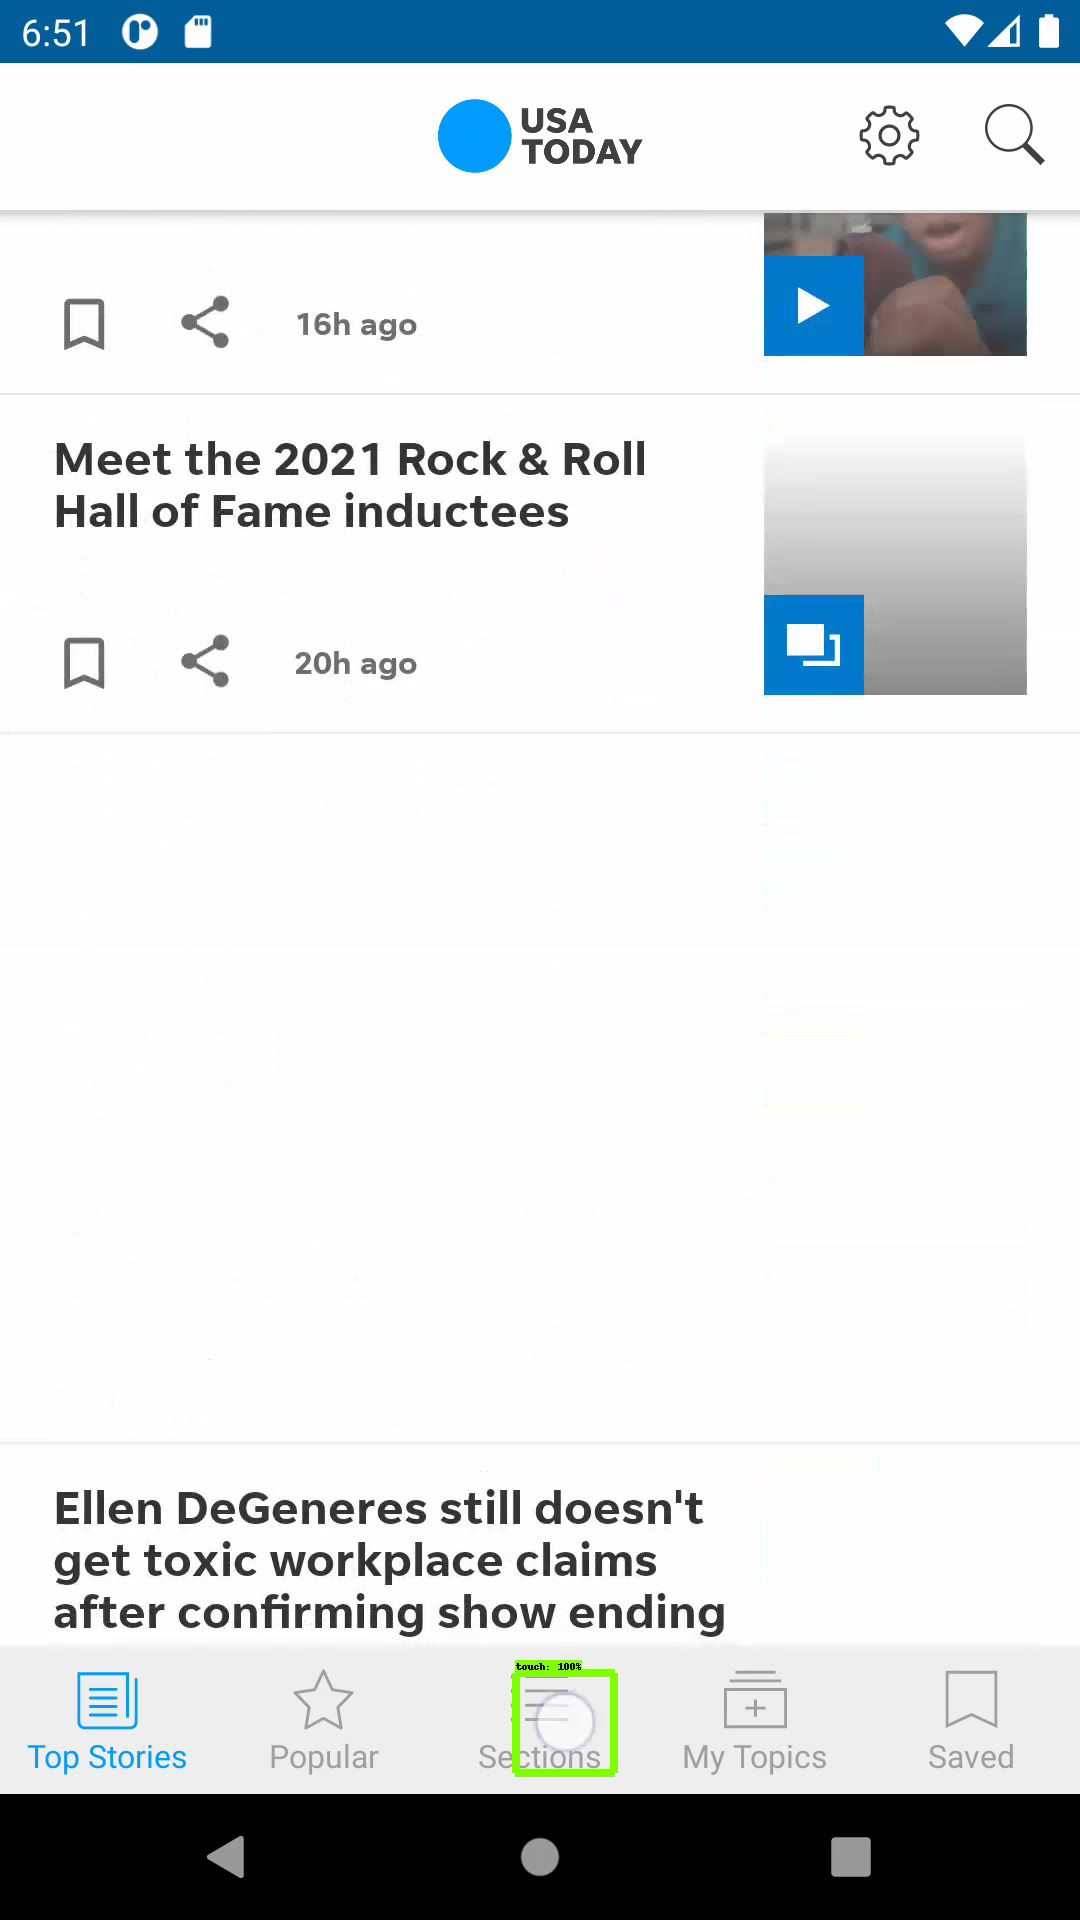 6:51
USA
TODAY
16h ago
Meet the 2021 Rock & Roll
Hall of Fame inductees
20h ago
Ellen DeGeneres still doesn't
get toxic workplace claims
after confirming show ending
touch: 100%
Top Stories
Popular
Sections
My Topics
Saved